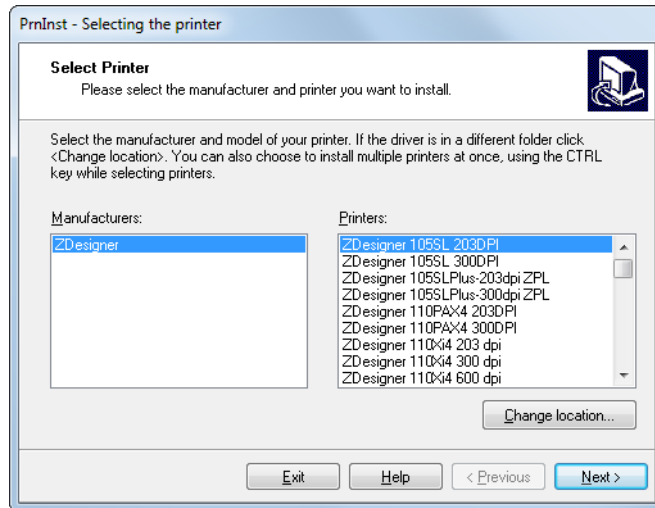 PrnInst - Selecting the printer
Select Printer
Please select the manufacturer and printer you want to install.
Select the manufacturer and model of your printer. If the driver is in a different folder click
<Change location>. You can also choose to install multiple printers at once, using the CTRL
key while selecting printers.
Manufacturers:
ZDesigner
Printers:
ZDesigner 105SL 203DPI
ZDesigner 105SL 300DPI
ZDesigner 105SLPlus-203dpi ZPL
ZDesigner 105SLPlus-300dpi ZPL
ZDesigner 110PAX4 203DPI
ZDesigner 110PAX4 300DPI
ZDesigner 110Xi4 203 dpi
ZDesigner 110Xi4 300 dpi
ZDesigner 110Xi4 600 dpi
Change location...
Exit
Help
< Previous
Next >